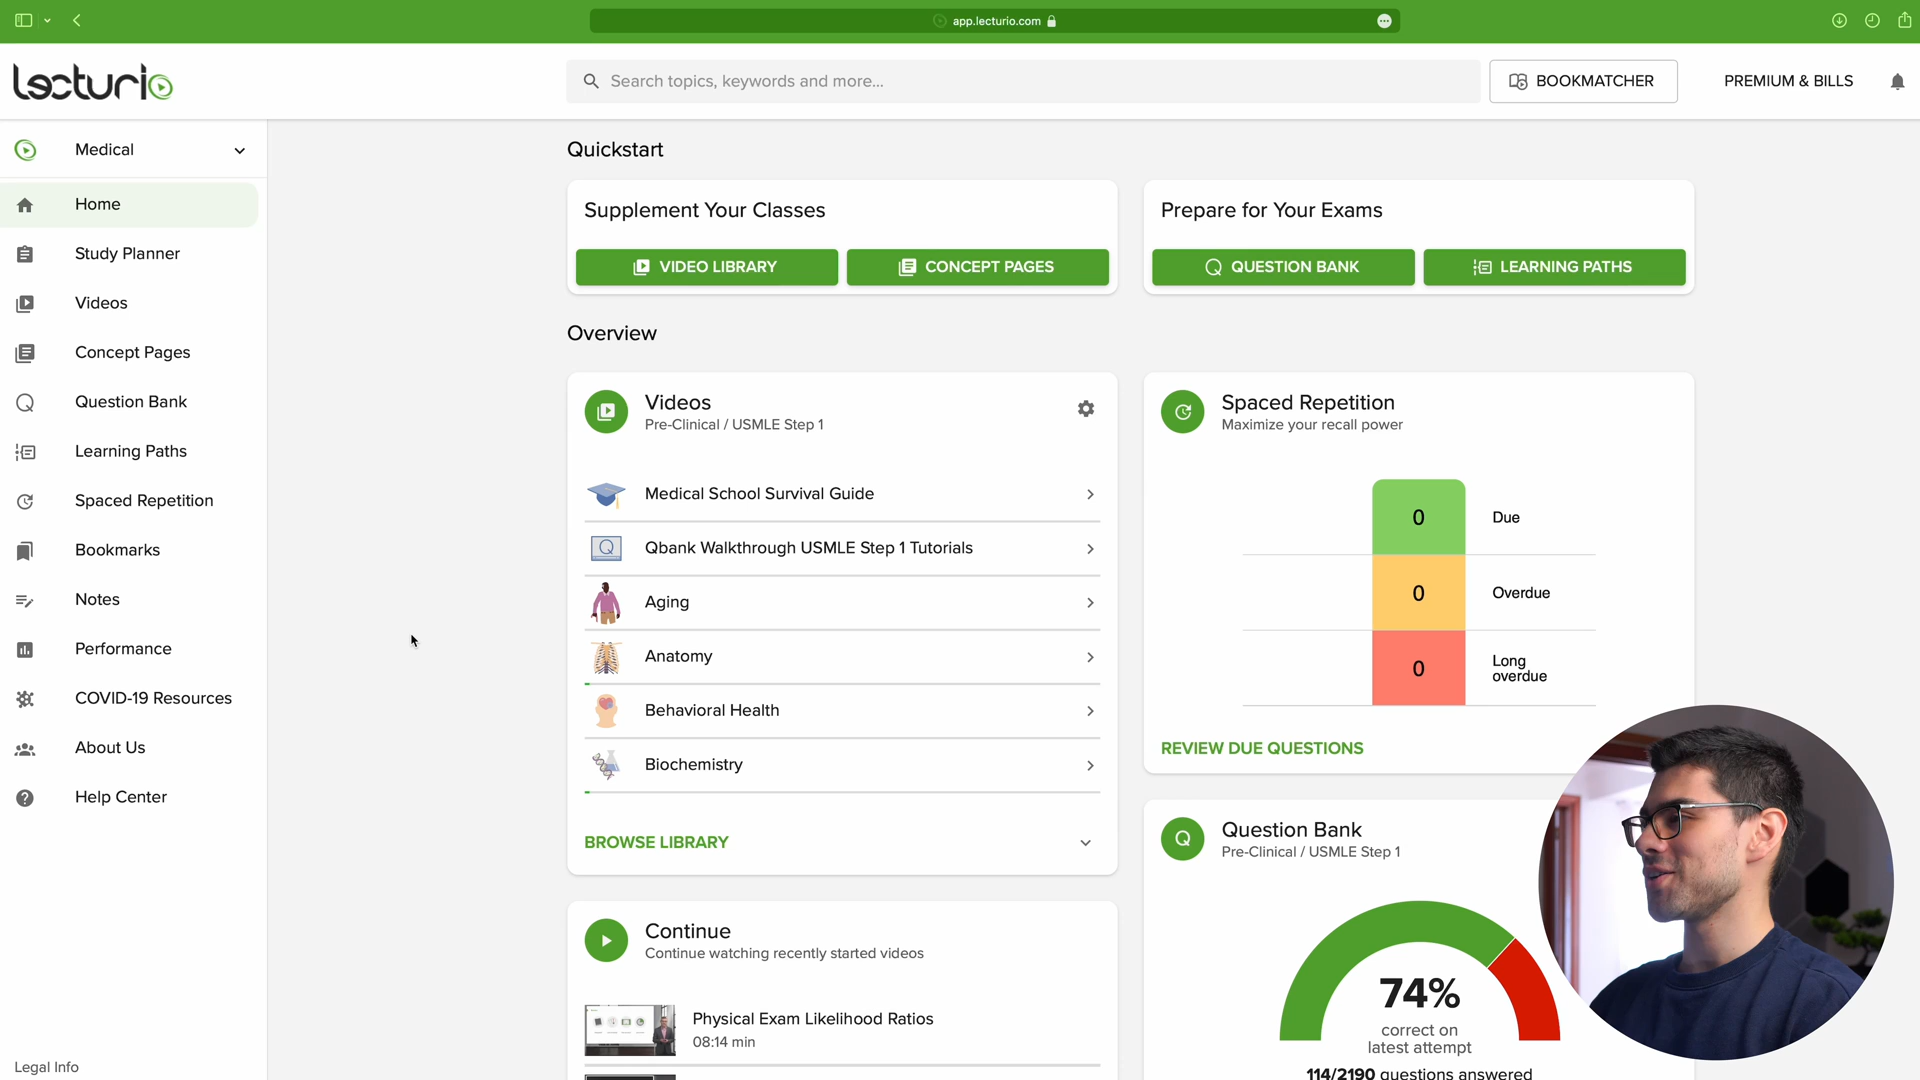 app.lecturio.com
lecturio
Search topics, keywords and more...
BOOKMATCHER
PREMIUM & BILLS
Medical
Home
Study Planner
Videos
Concept Pages
Question Bank
Learning Paths
Spaced Repetition
Bookmarks
Notes
Performance
COVID-19 Resources
About Us
Help Center
Legal Info
Quickstart
Supplement Your Classes
VIDEO LIBRARY
CONCEPT PAGES
Prepare for Your Exams
QUESTION BANK
LEARNING PATHS
Overview
Videos
Pre-Clinical / USMLE Step 1
Medical School Survival Guide
Qbank Walkthrough USMLE Step 1 Tutorials
Aging
Anatomy
Behavioral Health
Biochemistry
BROWSE LIBRARY
Continue
Continue watching recently started videos
Physical Exam Likelihood Ratios
08:14 min
Spaced Repetition
Maximize your recall power
0 Due
0 Overdue
0 Long
overdue
REVIEW DUE QUESTIONS
Question Bank
Pre-Clinical / USMLE Step 1
74%
correct on
latest attempt
114/2190 questions answered